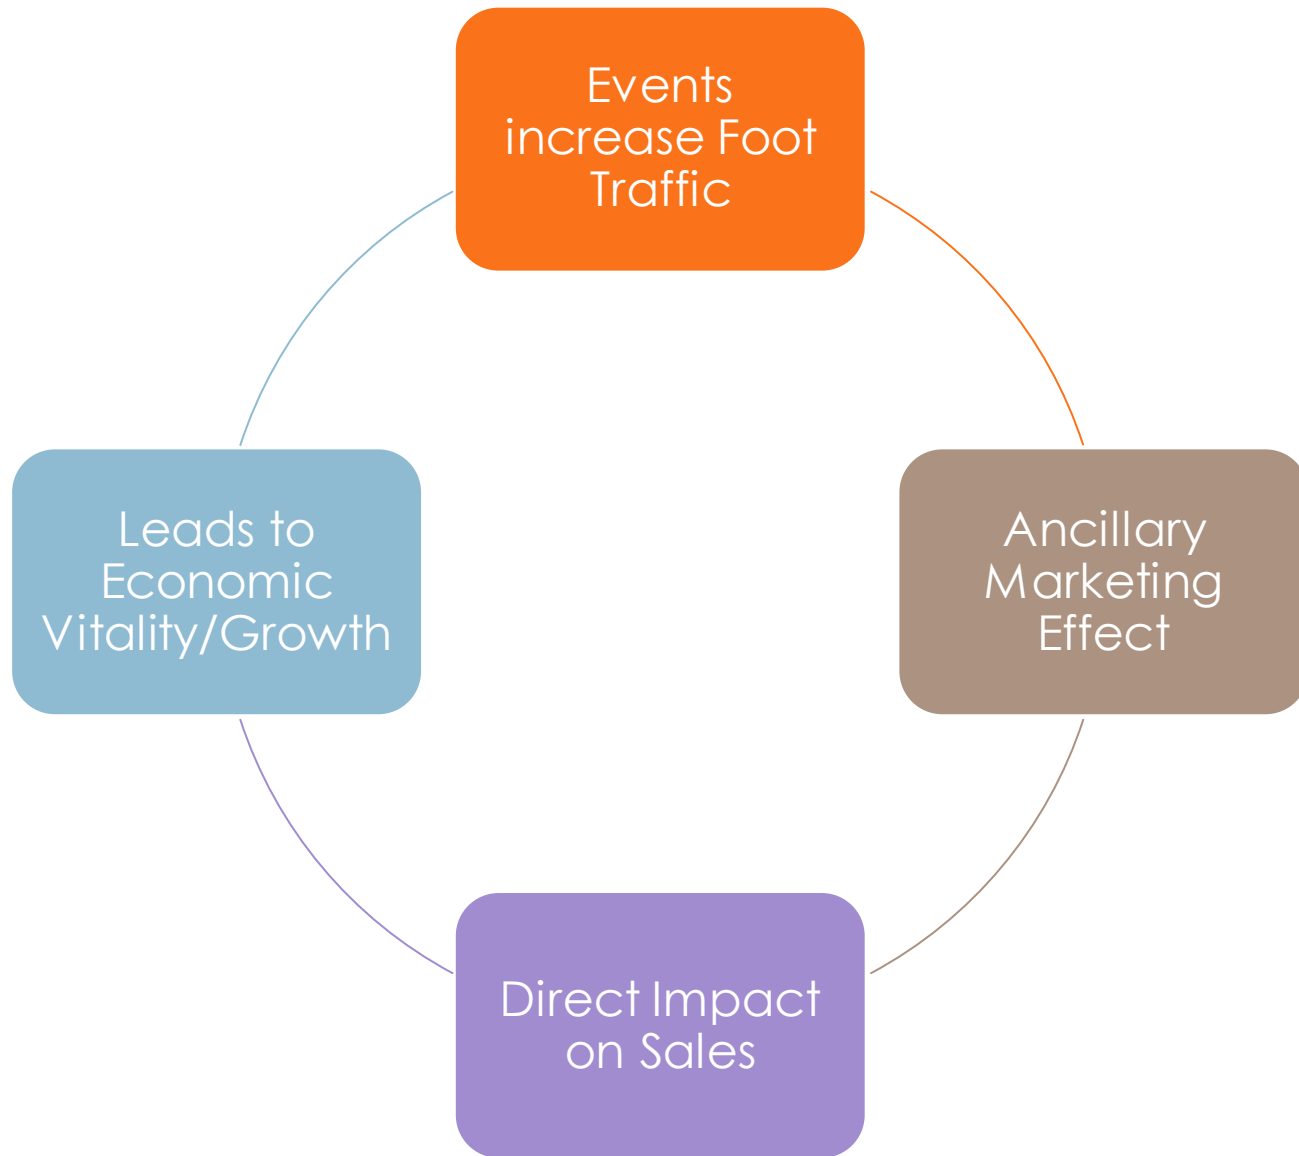 Events
increase Foot
Traffic
Ancillary
Marketing
Effect
Direct Impact
on Sales
Leads to
Economic
Vitality/Growth